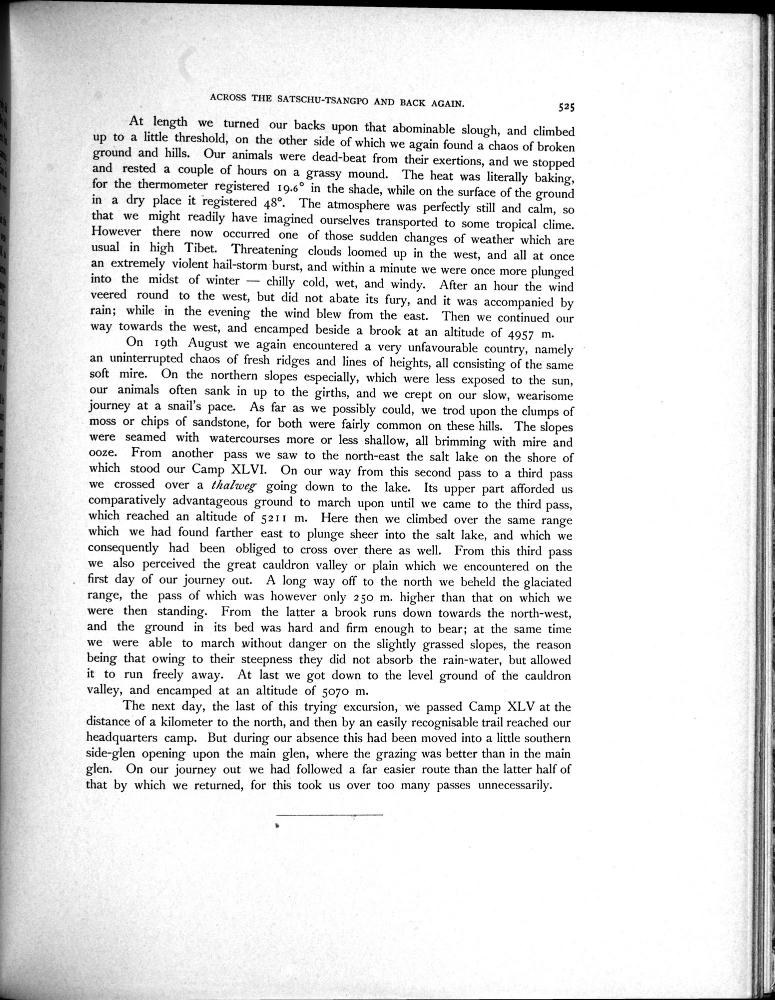 ACROSS THE SATSCHU-TSANGPO AND BACK AGAIN. 525
At length we turned our backs upon that abominable slough, and climbed
up to a little threshold, on the other side of which we again found a chaos of broken
ground and hills. Our animals were dead-beat from their exertions, and we stopped
and rested a couple of hours on a grassy mound. The heat was literally baking,
for the thermometer registered 19.6° in the shade, while on the surface of the ground
in a dry place it registered 48°. The atmosphere was perfectly still and calm, so
that we might readily have imagined ourselves transported to some tropical clime.
However there now occurred one of those sudden changes of weather which are
usual in high Tibet. Threatening clouds loomed up in the west, and all at once
an extremely violent hail-storm burst, and within a minute we were once more plunged
into the midst of winter — chilly cold, wet, and windy. After an hour the wind
veered round to the west, but did not abate its fury, and it was accompanied by
rain; while in the evening the wind blew from the east. Then we continued our
way towards the west, and encamped beside a brook at an altitude of 4957 m.
On 19th August we again encountered a very unfavourable country, namely
an uninterrupted chaos of fresh ridges and lines of heights, all consisting of the same
soft mire. On the northern slopes especially, which were less exposed to the sun,
our animals often sank in up to the girths, and we crept on our slow, wearisome
journey at a snail's pace. As far as we possibly could, we trod upon the clumps of
moss or chips of sandstone, for both were fairly common on these hills. The slopes
were seamed with watercourses more or less shallow, all brimming with mire and
ooze. From another pass we saw to the north-east the salt lake on the shore of
which stood our Camp XLVI. On our way from this second pass to a third pass
we crossed over a thalweg going down to the lake. Its upper part afforded us
comparatively advantageous ground to march upon until we came to the third pass,
which reached an altitude of 5211 m. Here then we climbed over the same range
which we had found farther east to plunge sheer into the salt lake, and which we
consequently had been obliged to cross over there as well. From this third pass
we also perceived the great cauldron valley or plain which we encountered on the
first day of our journey out. A long way off to the north we beheld the glaciated
range, the pass of which was however only 250 m. higher than that on which we
were then standing. From the latter a brook runs down towards the north-west,
and the ground in its bed was hard and firm enough to bear; at the same time
we were able to march without danger on the slightly grassed slopes, the reason
being that owing to their steepness they did not absorb the rain-water, but allowed
it to run freely away. At last we got down to the level ground of the cauldron
valley, and encamped at an altitude of 5070 m.
The next day, the last of this trying excursion, we passed Camp XLV at the
distance of a kilometer to the north, and then by an easily recognisable trail reached our
headquarters camp. But during our absence this had been moved into a little southern
side-glen opening upon the main glen, where the grazing was better than in the main
glen. On our journey out we had followed a far easier route than the latter half of
that by which we returned, for this took us over too many passes unnecessarily.